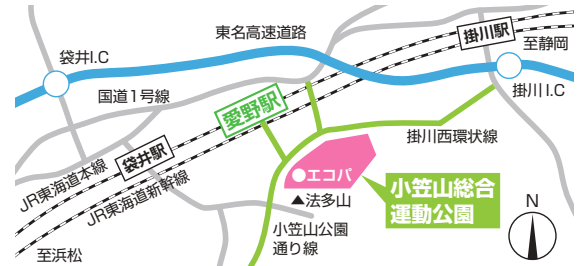 東名高速道路
掛川駅
至静岡
袋井I.C
国道1号線
掛川I.C
愛野駅
掛川西環状線
袋井駅
JR東海道本線
JR東海道新幹線
エコパ
小笠山総合
運動公園
▲法多山
小笠山公園
通り線
至浜松
N